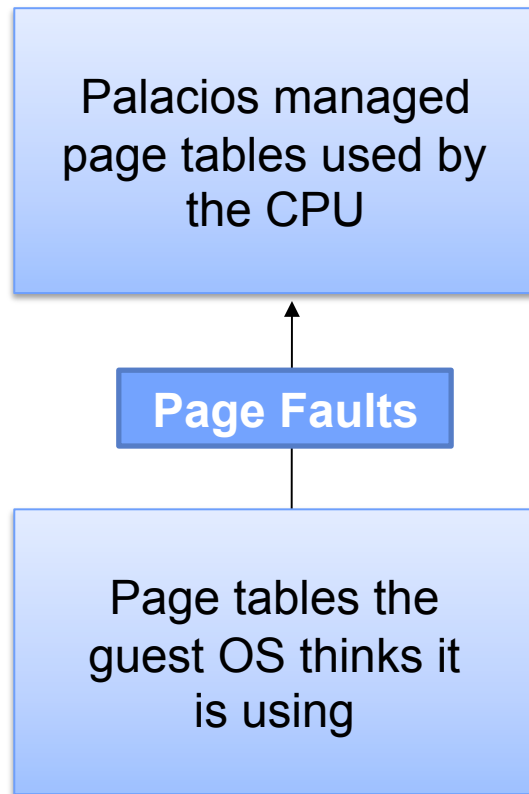 Palacios managed
page tables used by
the CPU
Page Faults
Page tables the
guest OS thinks it
is using